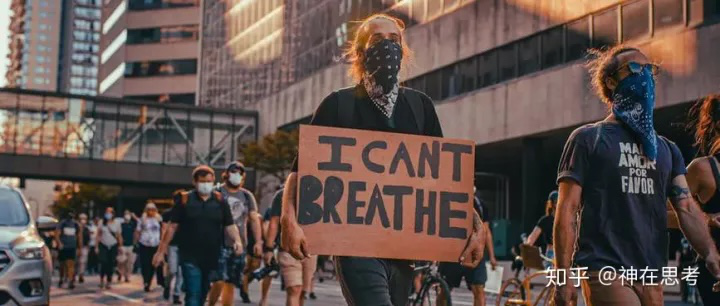 I CANT
BREATHE
MAS
AMOR
POR
FAVOR
知乎 @神在思考